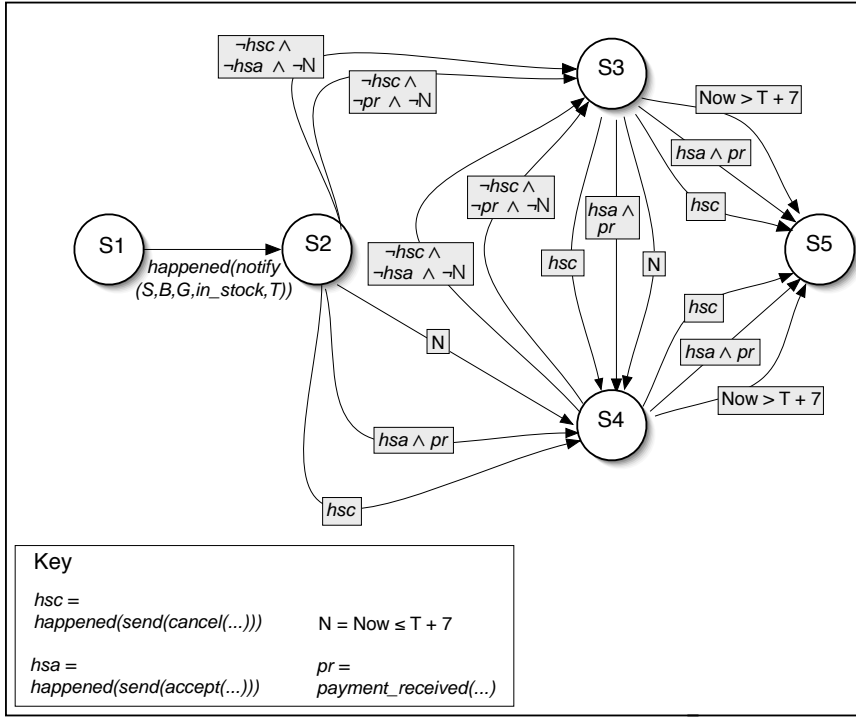 ¬hsc ∧
¬hsa ∧ ¬N
¬hsc ∧
¬pr ∧ ¬N
S3
Now > T + 7
hsa ∧ pr
hsc
¬hsc ∧
¬pr ∧ ¬N
hsa ∧
pr
S1
S2
S5
happened(notify
(S,B,G,in_stock,T))
¬hsc ∧
¬hsa ∧ ¬N
hsc
N
hsc
N
hsa ∧ pr
Now > T + 7
S4
hsa ∧ pr
hsc
Key
hsc =
happened(send(cancel(...)))
N = Now ≤ T + 7
hsa =
happened(send(accept(...)))
pr =
payment_received(...)